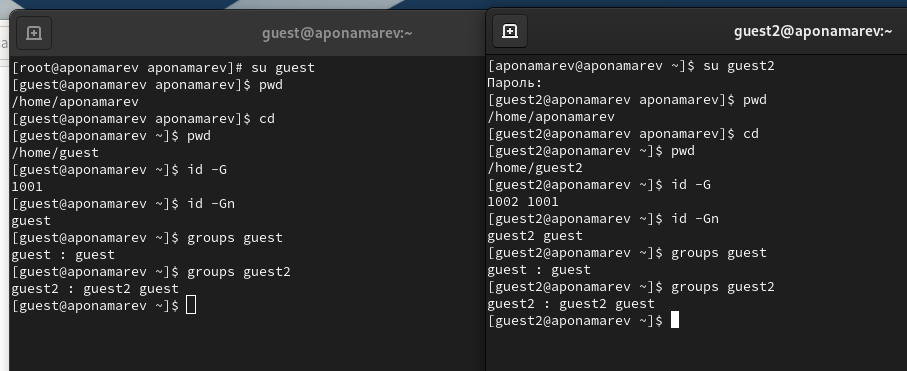 guest@aponamarev:~
[root@aponamarev aponamarev]# su guest
[guest@aponamarev aponamarev]$ pwd
/home/aponamarev
[guest@aponamarev aponamarev]$ cd
[guest@aponamarev ~]$ pwd
/home/guest
[guest@aponamarev ~]$ id -G
1001
[guest@aponamarev ~]$ id -Gn
guest
[guest@aponamarev ~]$ groups guest
guest : guest
[guest@aponamarev ~]$ groups guest2
guest2 : guest2 guest
[guest@aponamarev ~]$
guest2@aponamarev:~
[aponamarev@aponamarev ~]$ su guest2
Пароль:
[guest2@aponamarev aponamarev]$ pwd
/home/aponamarev
[guest2@aponamarev aponamarev]$ cd
[guest2@aponamarev ~]$ pwd
/home/guest2
[guest2@aponamarev ~]$ id -G
1002 1001
[guest2@aponamarev ~]$ id -Gn
guest2 guest
[guest2@aponamarev ~]$ groups guest
guest : guest
[guest2@aponamarev ~]$ groups guest2
guest2 : guest2 guest
[guest2@aponamarev ~]$